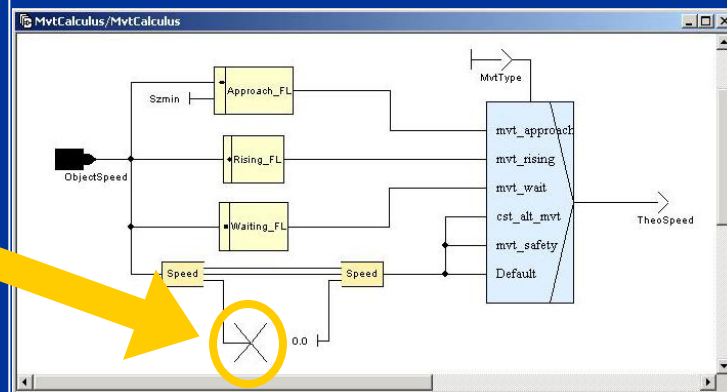 MvtCalculus/MvtCalculus
MvtType
Szmin
Approach_FL
mvt_approach
ObjectSpeed
Rising_FL
mvt_rising
mvt_wait
Waiting_FL
cst_alt_mvt
TheoSpeed
mvt_safety
Speed
Speed
Default
0.0